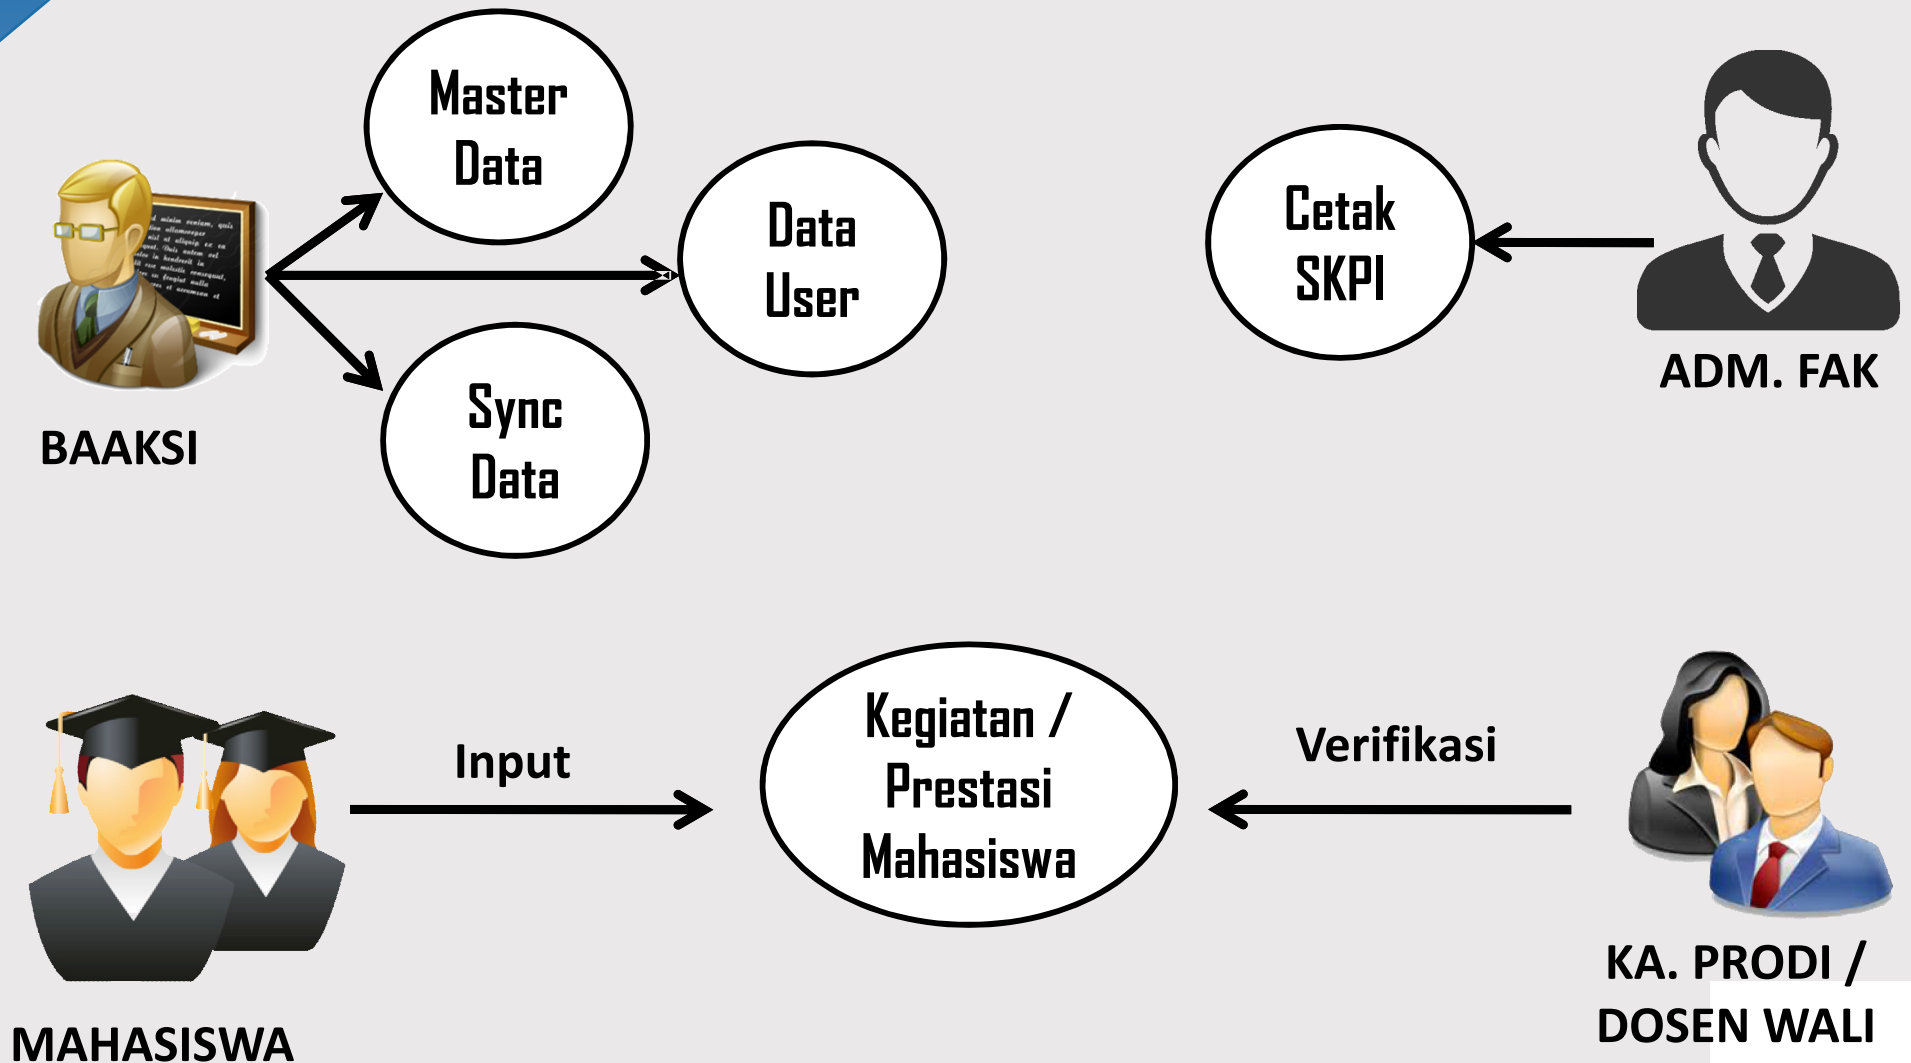 Master
Data
Data
User
Sync
Data
BAAKSI
Cetak
SKPI
ADM. FAK
Input
Kegiatan /
Prestasi
Mahasiswa
Verifikasi
MAHASISWA
KA. PRODI /
DOSEN WALI